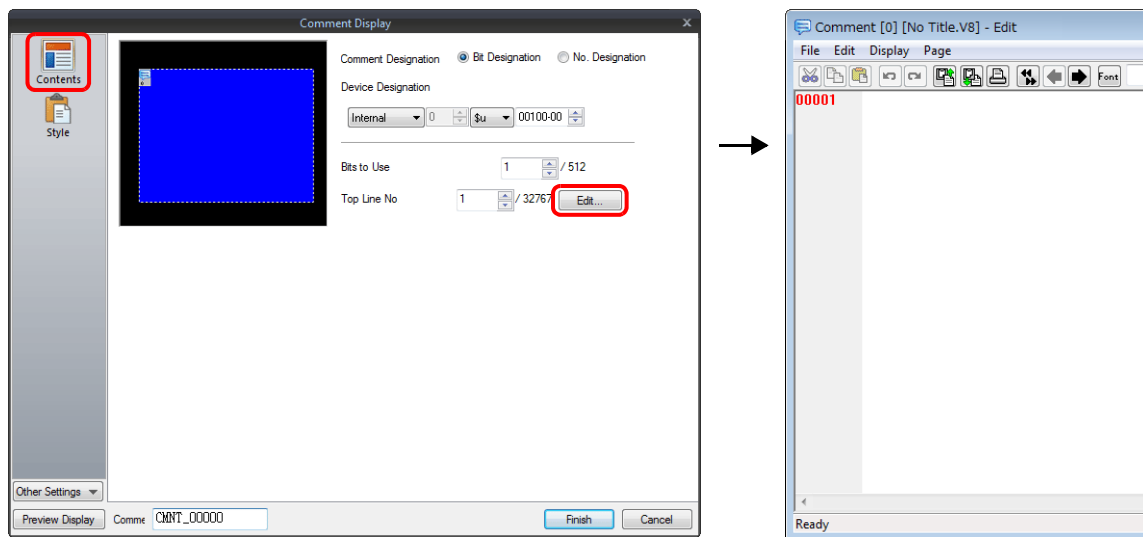 Comment Display
x
Contents
Style
Comment Designation Bit Designation No. Designation
Device Designation
Internal 0 $u 00100-00
Bits to Use 1 / 512
Top Line No 1 / 32767 Edit...
Other Settings
Preview Display Comme CMNT_00000 Finish Cancel
Comment [0] [No Title.V8] - Edit
File Edit Display Page
Font
00001
Ready